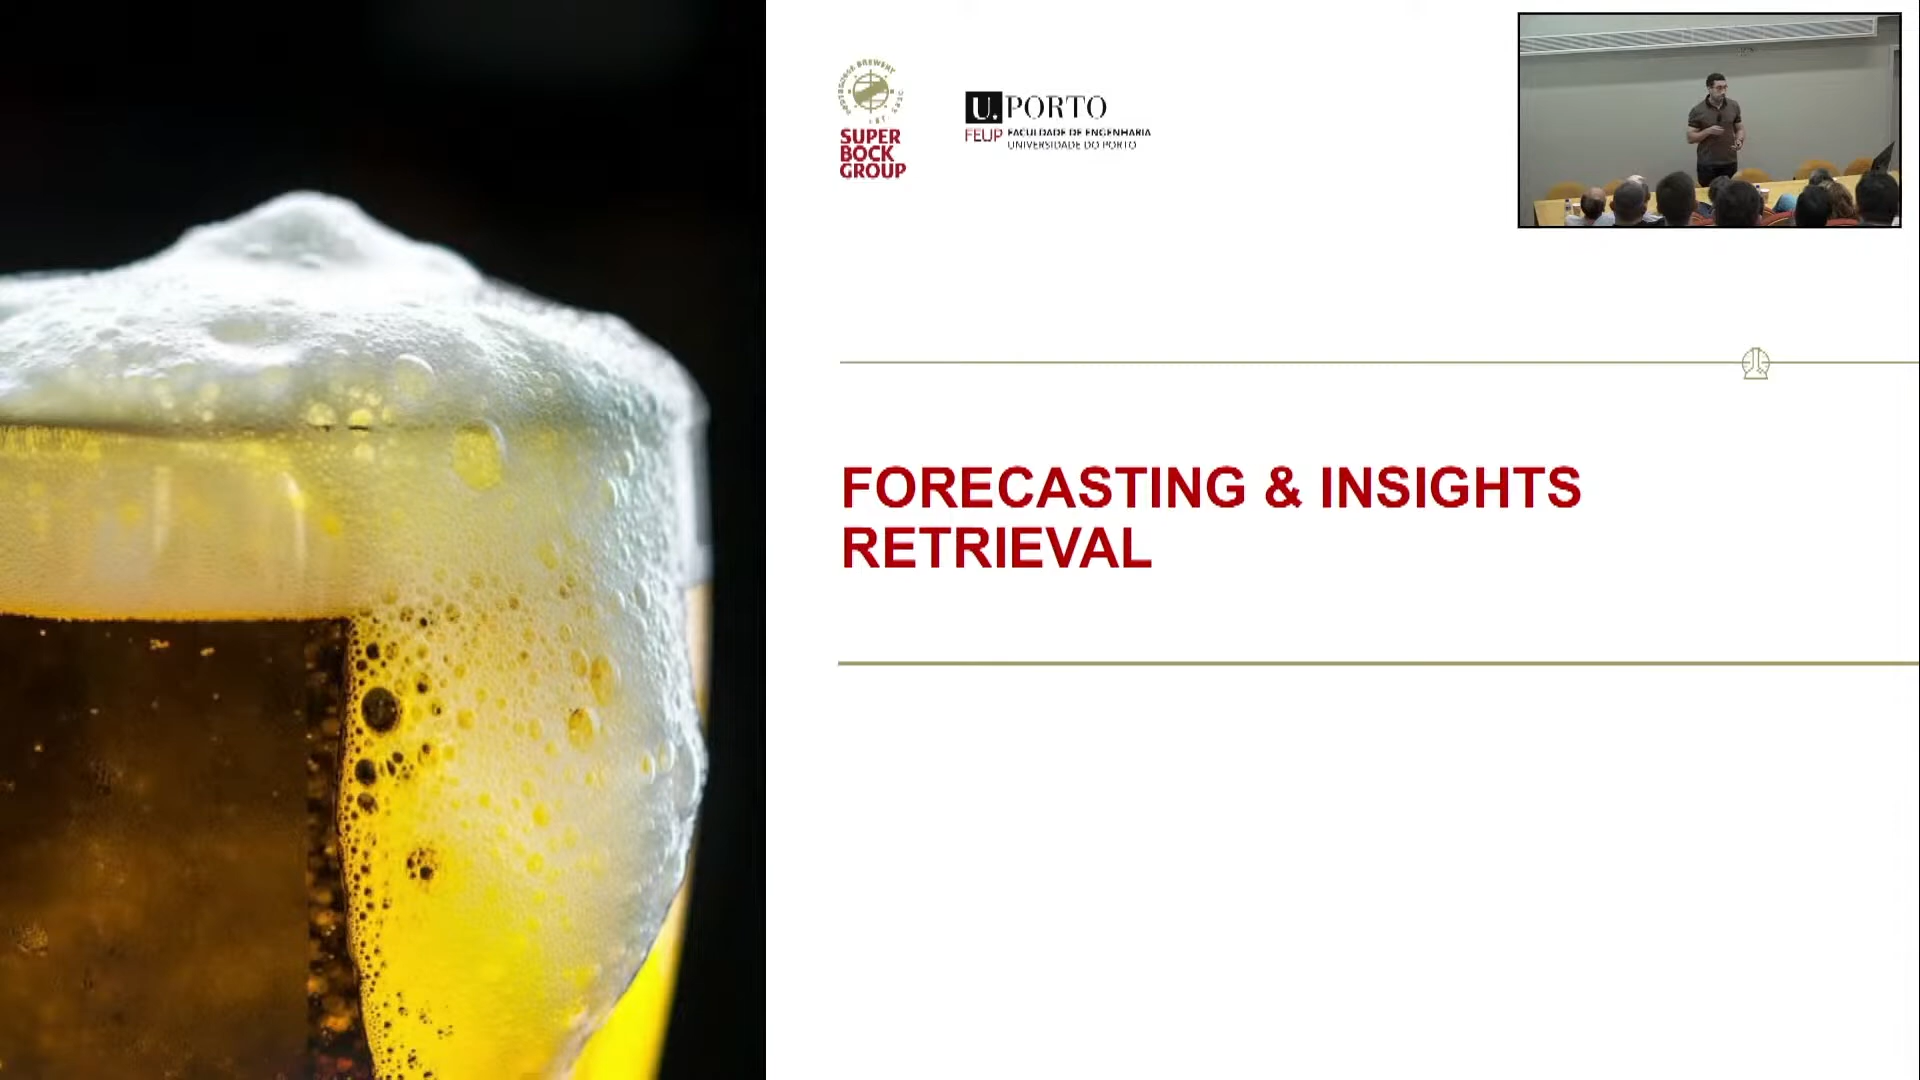 SUPER
BOCK
GROUP
U.PORTO
FEUP FACULDADE DE ENGENHARIA
UNIVERSIDADE DO PORTO
FORECASTING & INSIGHTS
RETRIEVAL